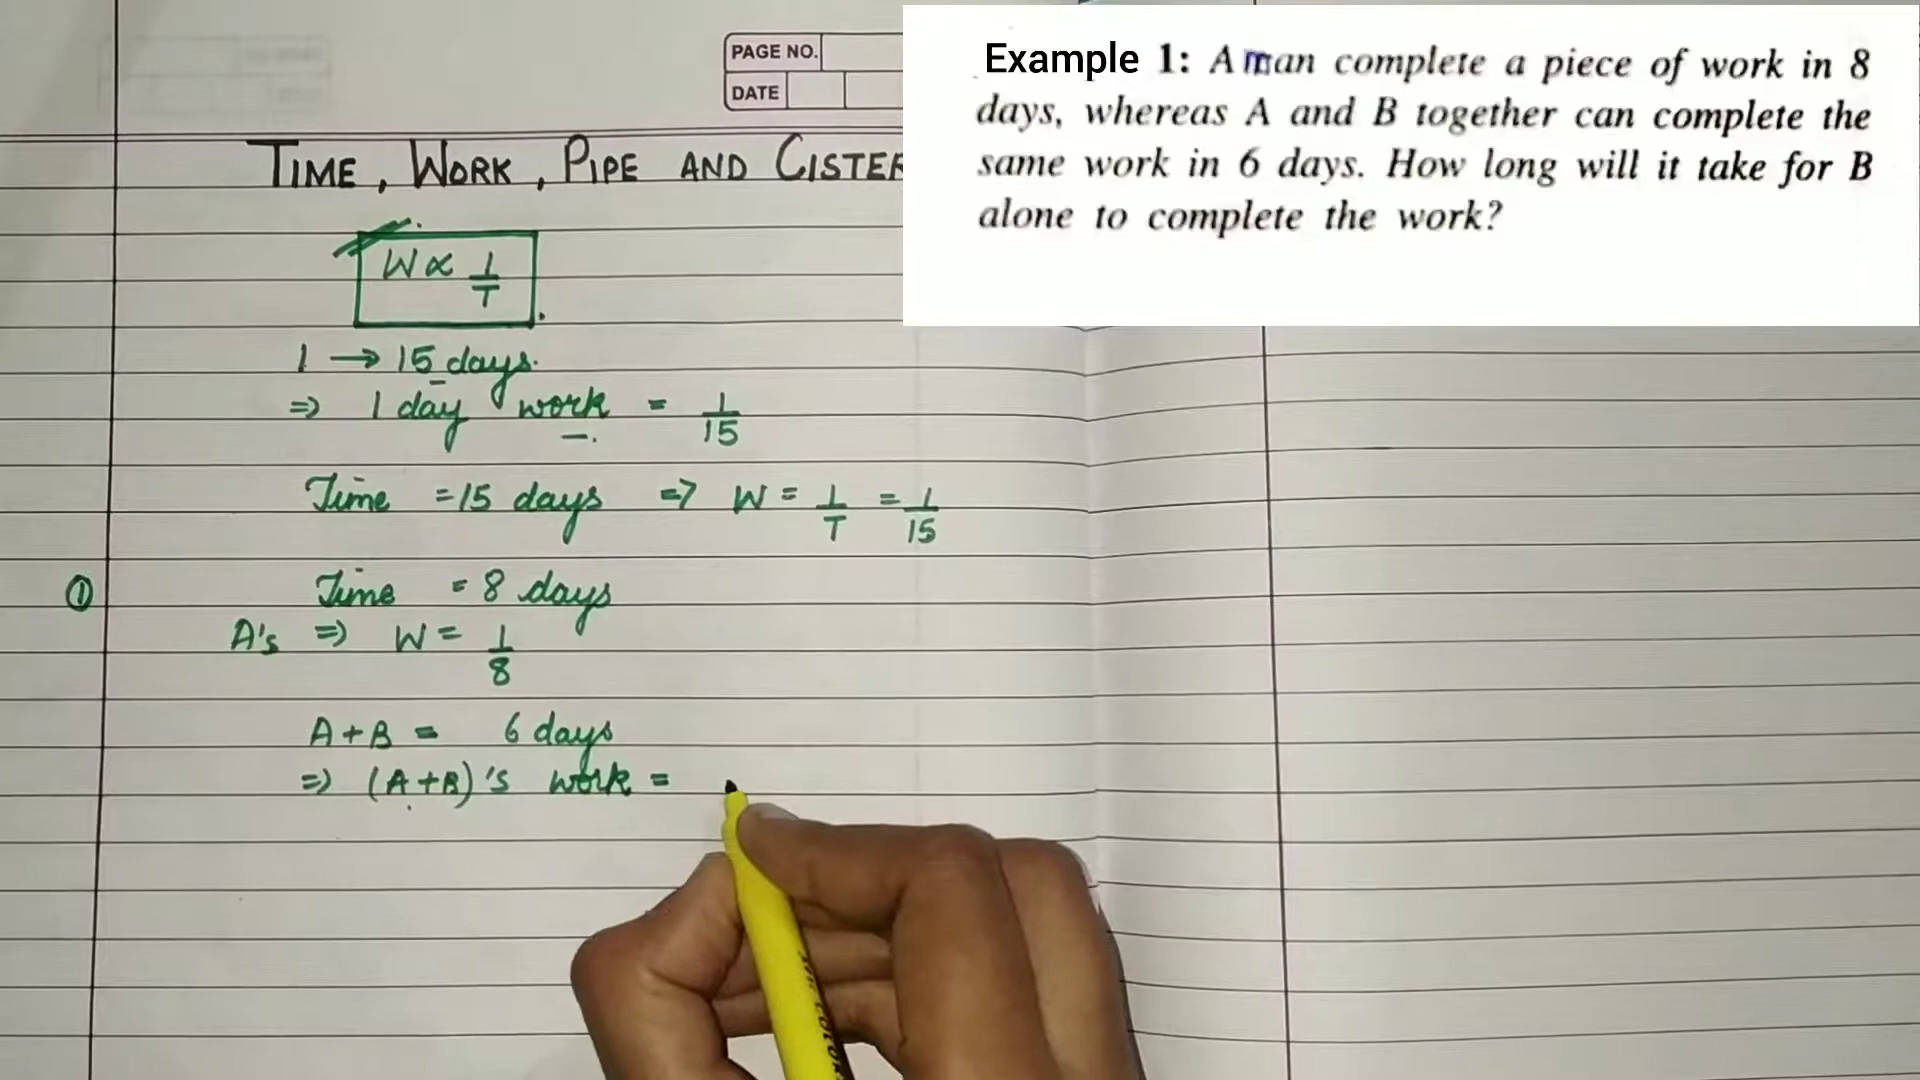 PAGE NO.
DATE
Example 1: A man complete a piece of work in 8
days, whereas A and B together can complete the
same work in 6 days. How long will it take for B
alone to complete the work?
TIME, WORK, PIPE AND CISTER
W ∝ 1/T
1 → 15 days.
⇒ 1 day work = 1/15
Time = 15 days ⇒ W = 1/T = 1/15
① Time = 8 days
A's ⇒ W = 1/8
A+B = 6 days
⇒ (A+B)'s work =